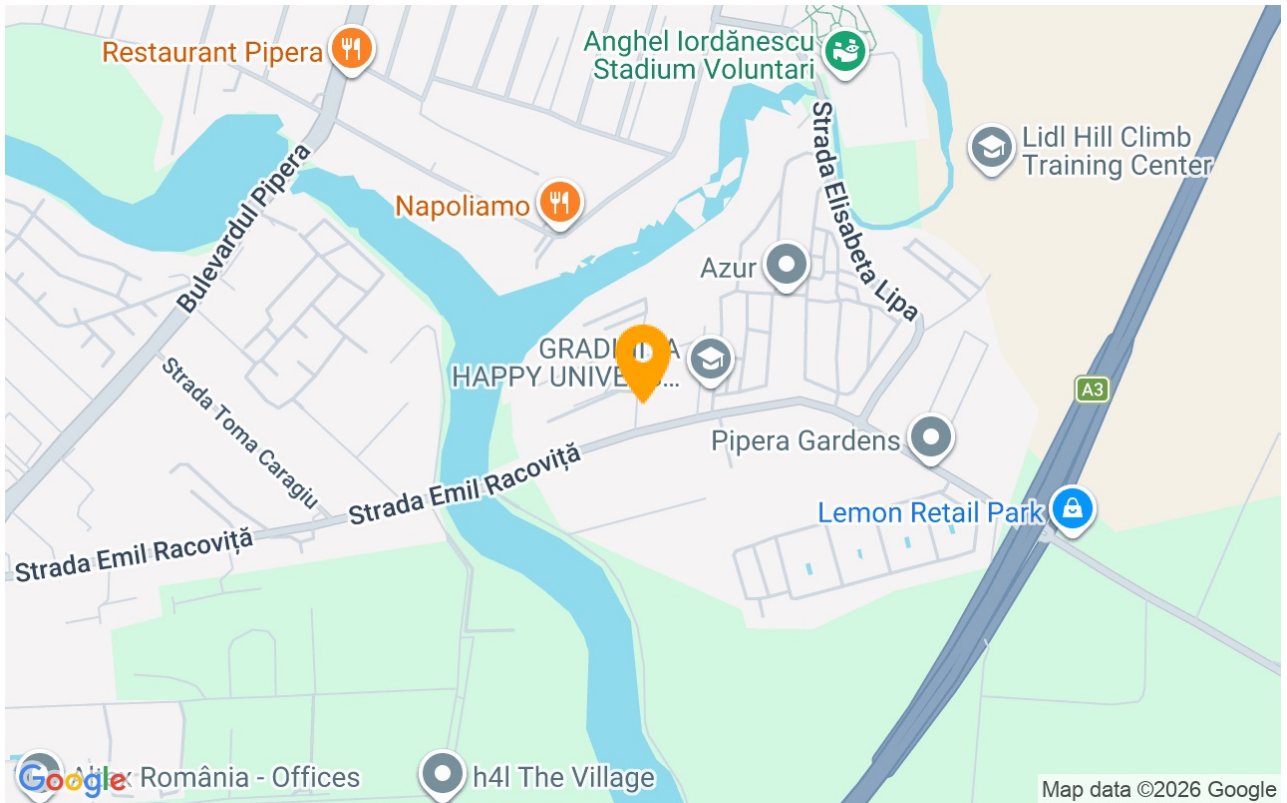 Restaurant Pipera
Anghel Iordănescu
Stadium Voluntari
Lidl Hill Climb
Training Center
Bulevardul Pipera
Strada Elisabeta Lipa
Napoliamo
Azur
HAPPY
A3
Strada Toma Caragiu
Pipera Gardens
Strada Emil Racoviță
Lemon Retail Park
Strada Emil Racoviță
Google
România - Offices
h4l The Village
Map data ©2026 Google